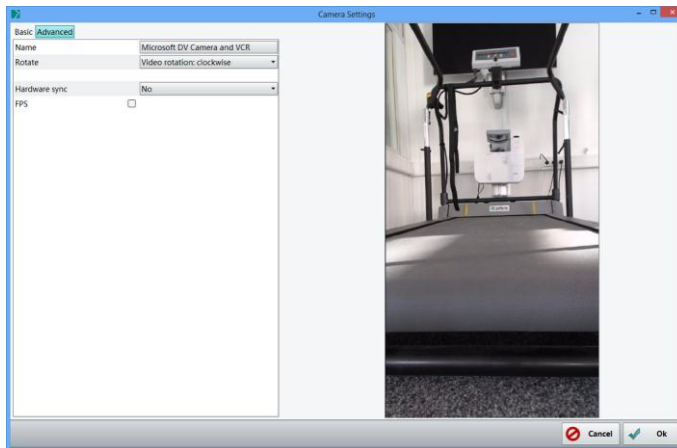 Camera Settings
Basic Advanced
Name Microsoft DV Camera and VCR
Rotate Video rotation: clockwise
Hardware sync No
FPS
Cancel Ok